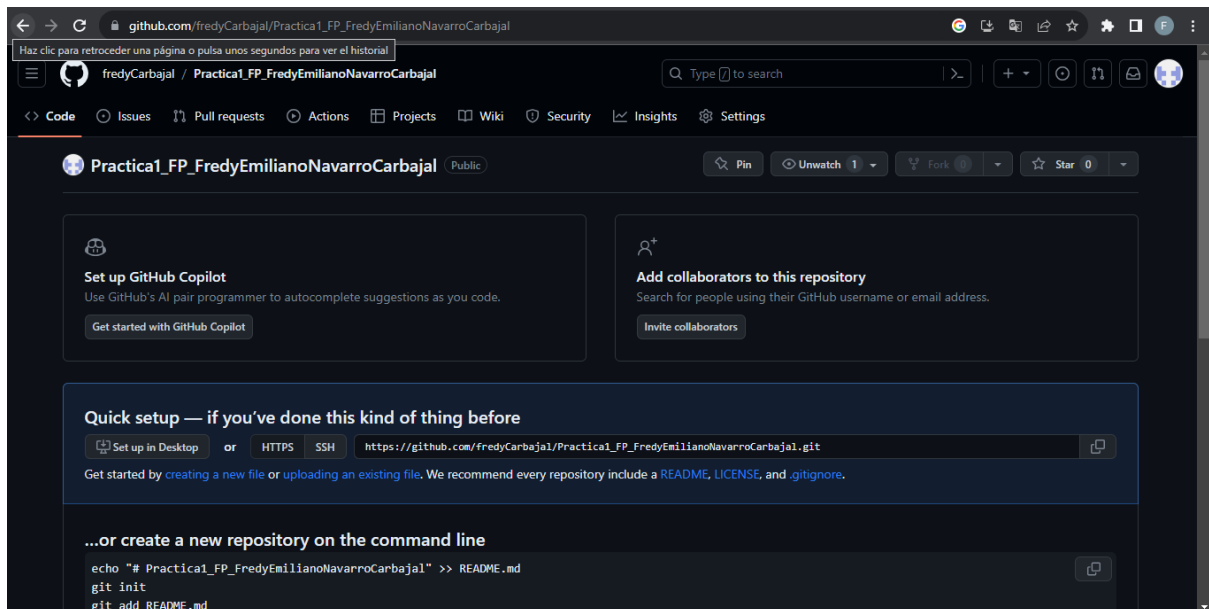 github.com/fredyCarbajal/Practica1_FP_FredyEmilianoNavarroCarbajal
F
Haz clic para retroceder una página o pulsa unos segundos para ver el historial
fredyCarbajal / Practica1_FP_FredyEmilianoNavarroCarbajal
Type / to search
Code Issues Pull requests Actions Projects Wiki Security Insights Settings
Practica1_FP_FredyEmilianoNavarroCarbajal Public Pin Unwatch 1 Fork 0 Star 0
Set up GitHub Copilot
Use GitHub's AI pair programmer to autocomplete suggestions as you code.
Get started with GitHub Copilot
Add collaborators to this repository
Search for people using their GitHub username or email address.
Invite collaborators
Quick setup — if you've done this kind of thing before
Set up in Desktop or HTTPS SSH https://github.com/fredyCarbajal/Practica1_FP_FredyEmilianoNavarroCarbajal.git
Get started by creating a new file or uploading an existing file. We recommend every repository include a README, LICENSE, and .gitignore.
…or create a new repository on the command line
echo "# Practica1_FP_FredyEmilianoNavarroCarbajal" >> README.md
git init
git add README.md